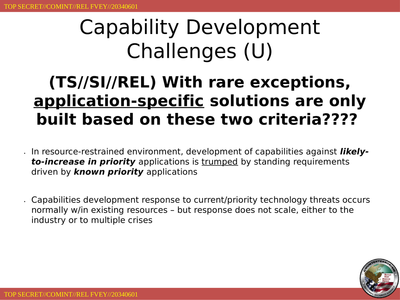 TOP SECRET//COMINT//REL FVEY//20340601
Capability Development
Challenges (U)
(TS//SI//REL) With rare exceptions,
application-specific solutions are only
built based on these two criteria????
In resource-restrained environment, development of capabilities against likely-
to-increase in priority applications is trumped by standing requirements
driven by known priority applications
Capabilities development response to current/priority technology threats occurs
normally w/in existing resources – but response does not scale, either to the
industry or to multiple crises
TOP SECRET//COMINT//REL FVEY//20340601